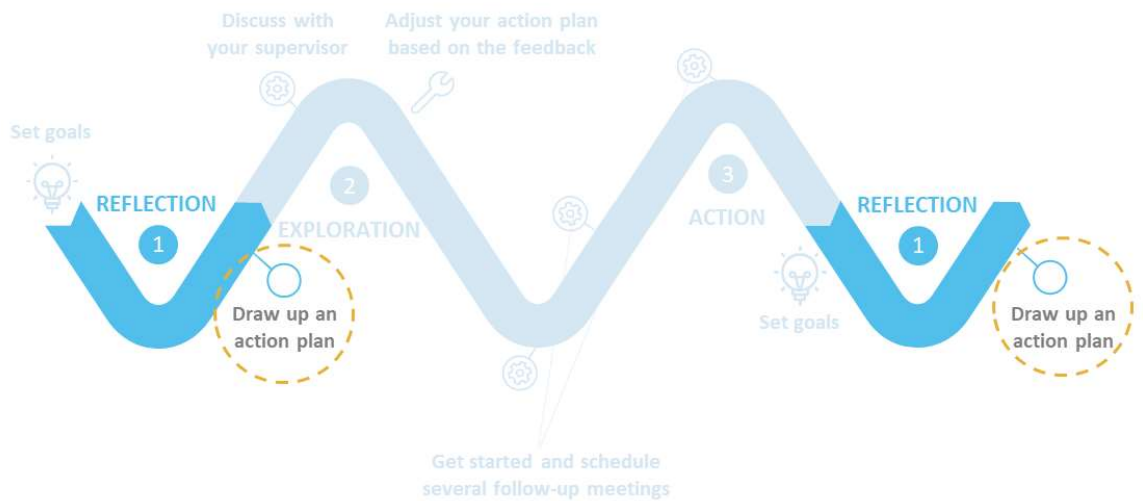 Discuss with
your supervisor
Adjust your action plan
based on the feedback
Set goals
REFLECTION
1
2
EXPLORATION
Draw up an
action plan
3
ACTION
REFLECTION
1
Set goals
Draw up an
action plan
Get started and schedule
several follow-up meetings